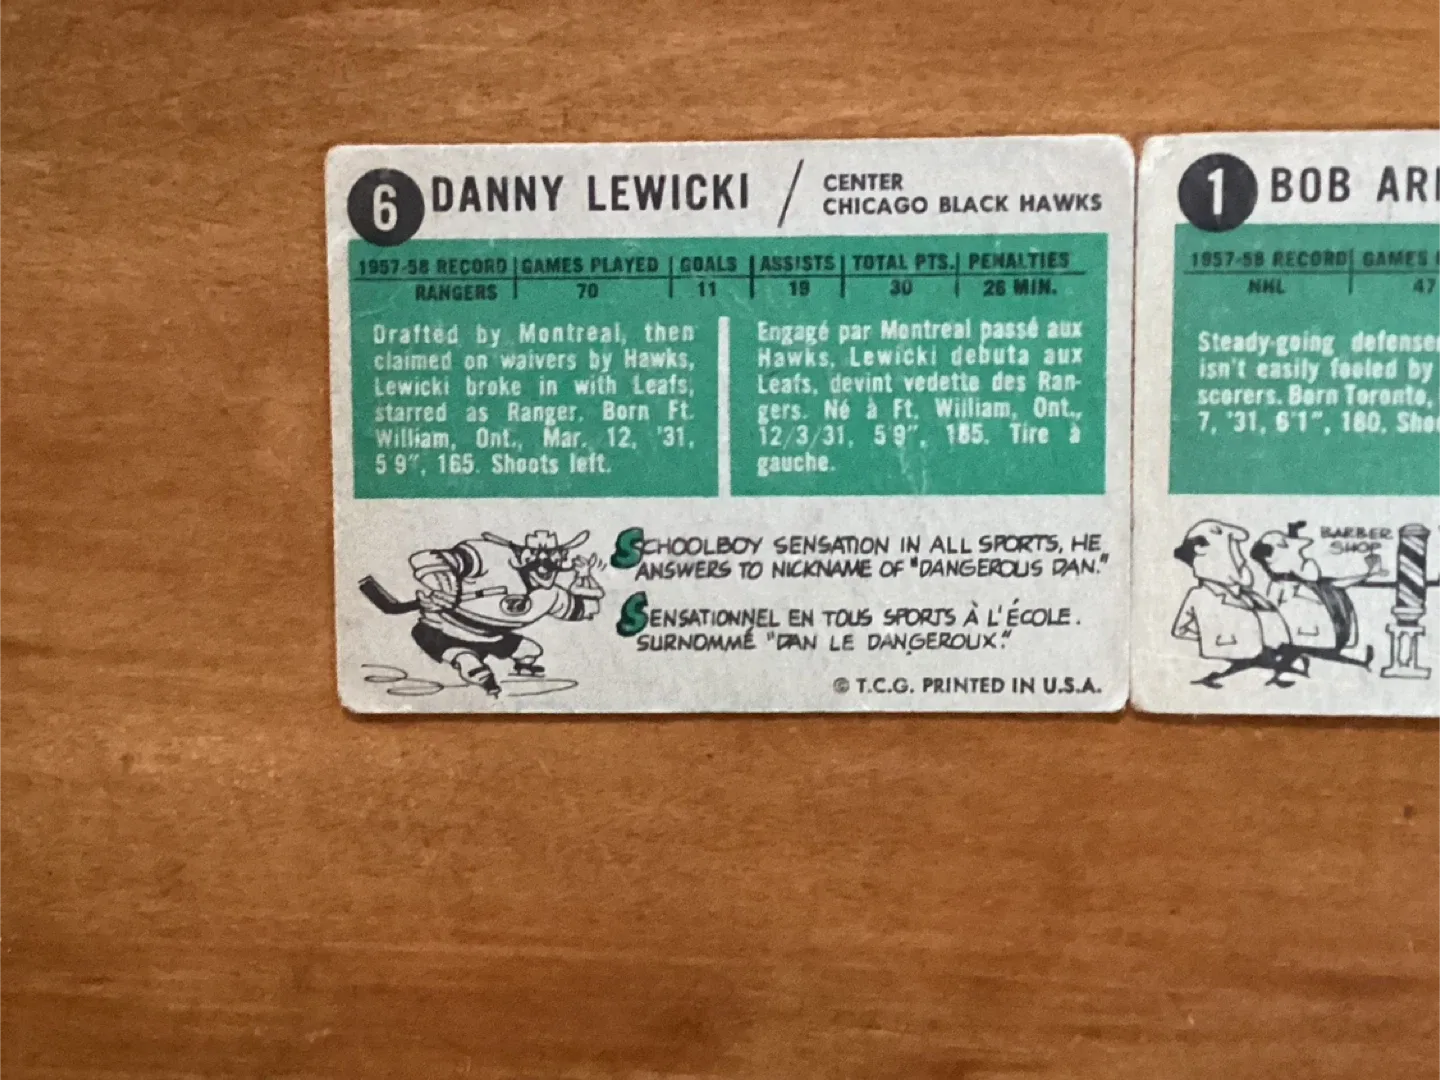 6 DANNY LEWICKI / CENTER
CHICAGO BLACK HAWKS
1957-58 RECORD GAMES PLAYED GOALS ASSISTS TOTAL PTS. PENALTIES
RANGERS 70 11 19 30 26 MIN.
Drafted by Montreal, then
claimed on waivers by Hawks,
Lewicki broke in with Leafs,
starred as Ranger. Born Ft.
William, Ont., Mar. 12, '31,
5'9", 165. Shoots left.
Engagé par Montreal passé aux
Hawks, Lewicki debuta aux
Leafs, devint vedette des Ran-
gers. Né à Ft. William, Ont.,
12/3/31, 5'9", 165. Tire à
gauche.
SCHOOLBOY SENSATION IN ALL SPORTS, HE
ANSWERS TO NICKNAME OF "DANGEROUS DAN."
SENSATIONNEL EN TOUS SPORTS À L'ÉCOLE.
SURNOMMÉ "DAN LE DANGEROUX."
© T.C.G. PRINTED IN U.S.A.
1 BOB
1957-58 RECORD GAMES
NHL 47
Steady-going
isn't easily fooled by
scorers. Born Toronto,
7, '31, 6'1", 180.
BARBER
SHOP